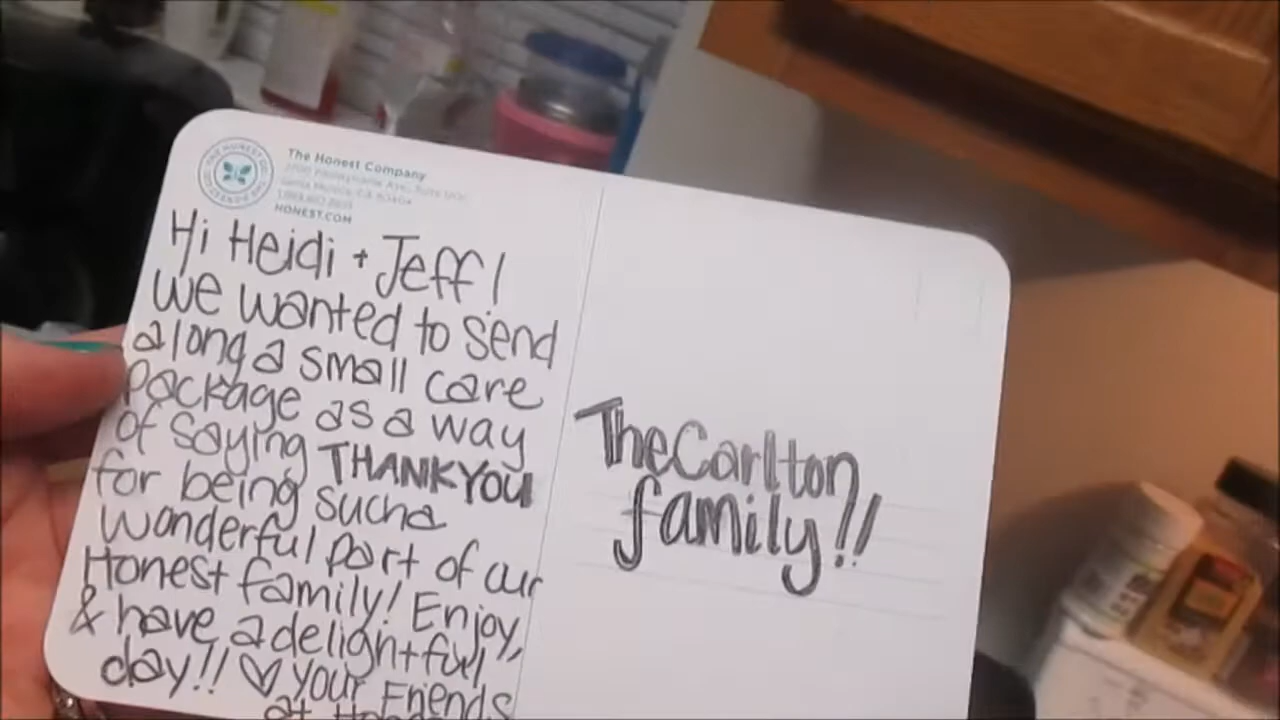 The Honest Company
HONEST.COM
Hi Heidi + Jeff!
we wanted to send
along a small care
package as a way
of saying THANK YOU
for being such a
wonderful part of our
Honest family! Enjoy,
& have a delightful
day!! ♡ your Friends
at
The Carlton
family!!